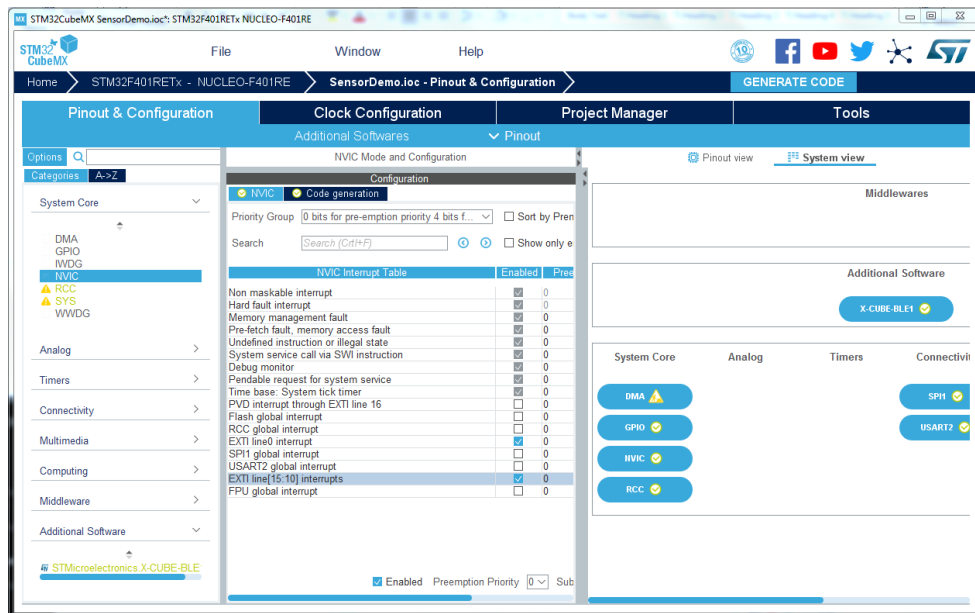 STM32CubeMX SensorDemo.ioc*: STM32F401RETx NUCLEO-F401RE
STM32 CubeMX
File Window Help
Home STM32F401RETx - NUCLEO-F401RE SensorDemo.ioc - Pinout & Configuration GENERATE CODE
Pinout & Configuration Clock Configuration Project Manager Tools
Additional Softwares Pinout
Options
Categories A->Z
System Core
DMA
GPIO
IWDG
NVIC
RCC
SYS
WWDG
Analog
Timers
Connectivity
Multimedia
Computing
Middleware
Additional Software
STMicroelectronics.X-CUBE-BLE
NVIC Mode and Configuration
Configuration
NVIC Code generation
Priority Group 0 bits for pre-emption priority 4 bits f... Sort by Prem
Search Search (Crtl+F) Show only e
NVIC Interrupt Table Enabled Pree
Non maskable interrupt 0
Hard fault interrupt 0
Memory management fault 0
Pre-fetch fault, memory access fault 0
Undefined instruction or illegal state 0
System service call via SWI instruction 0
Debug monitor 0
Pendable request for system service 0
Time base: System tick timer 0
PVD interrupt through EXTI line 16 0
Flash global interrupt 0
RCC global interrupt 0
EXTI line0 interrupt 0
SPI1 global interrupt 0
USART2 global interrupt 0
EXTI line[15:10] interrupts 0
FPU global interrupt 0
Enabled Preemption Priority 0 Sub
Pinout view System view
Middlewares
Additional Software
X-CUBE-BLE1
System Core Analog Timers Connectivit
DMA SPI1
GPIO USART2
NVIC
RCC